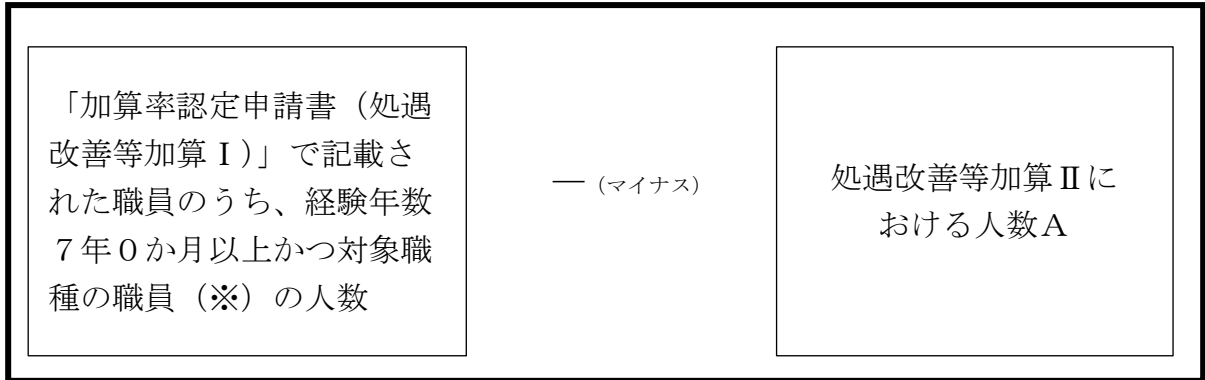 「加算率認定申請書（処遇
改善等加算Ⅰ）」で記載さ
れた職員のうち、経験年数
７年０か月以上かつ対象職
種の職員（※）の人数
―（マイナス）
処遇改善等加算Ⅱに
おける人数Ａ